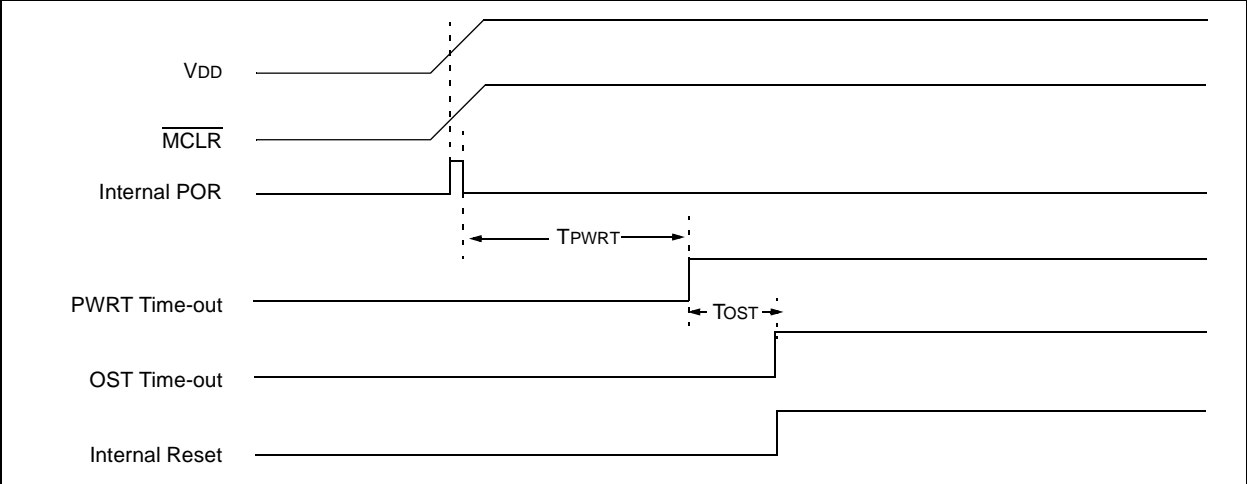 VDD
MCLR
Internal POR
TPWRT
PWRT Time-out
TOST
OST Time-out
Internal Reset